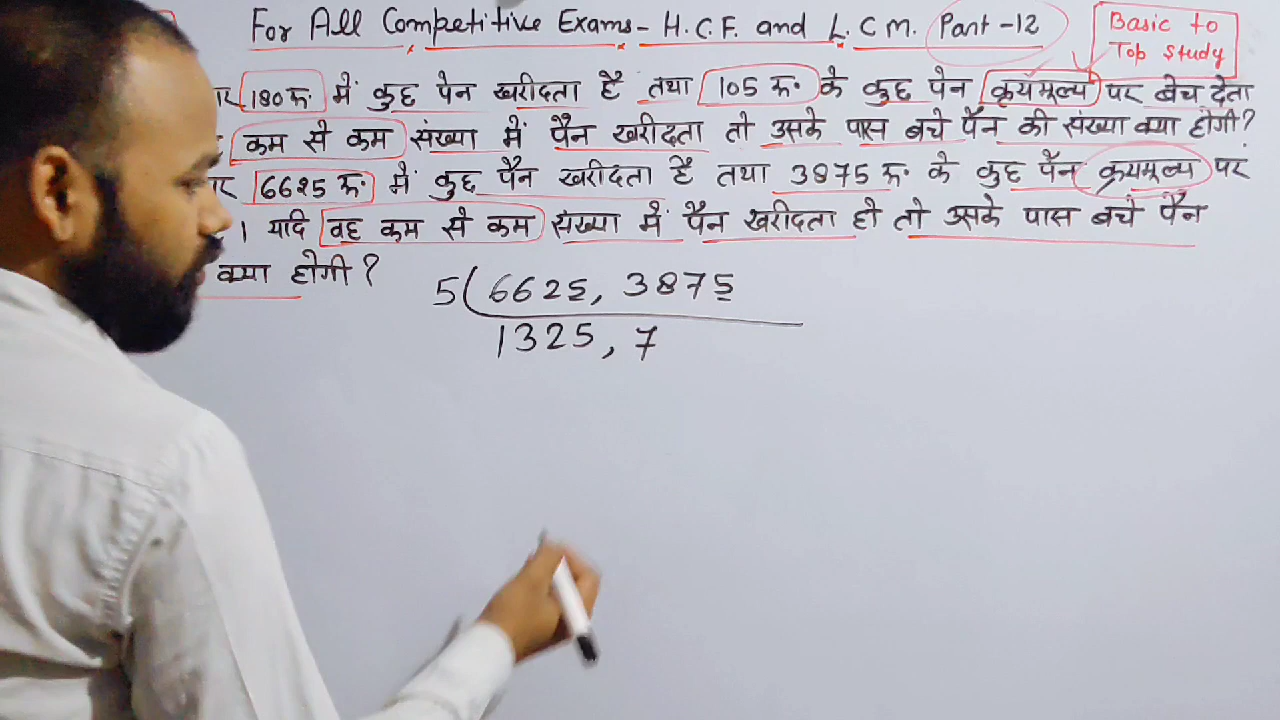 For All Competitive Exams - H.C.F. and L.C.M. Part -12
Basic to
Top Study
180 रु. में कुछ पेन खरीदता है तथा 105 रु. के कुछ पेन क्रयमूल्य पर बेच देता
कम से कम संख्या में पैन खरीदता तो उसके पास बचे पैन की संख्या क्या होगी?
6625 रु. में कुछ पैन खरीदता है तथा 3875 रु. के कुछ पैन क्रयमूल्य पर
। यदि वह कम से कम संख्या में पैन खरीदता हो तो उसके पास बचे पैन
क्या होगी?
5(6625, 3875
1325, 7